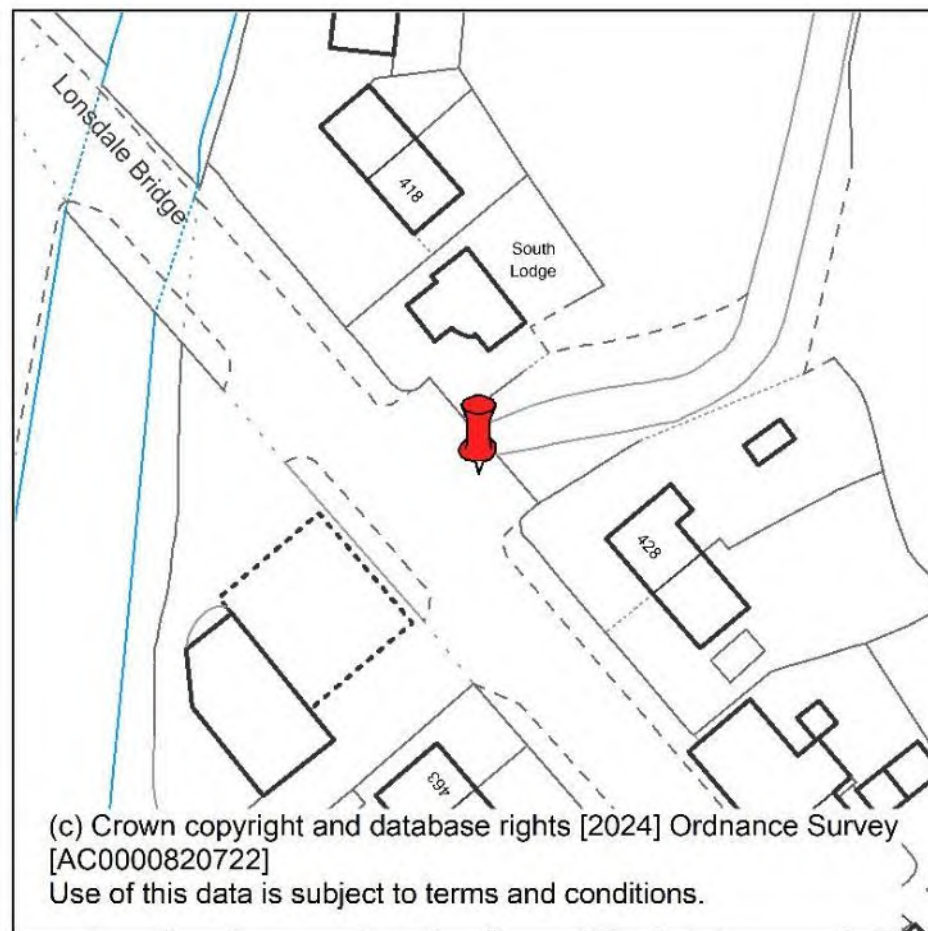 Lonsdale Bridge
418
South
Lodge
428
463
(c) Crown copyright and database rights [2024] Ordnance Survey
[AC0000820722]
Use of this data is subject to terms and conditions.